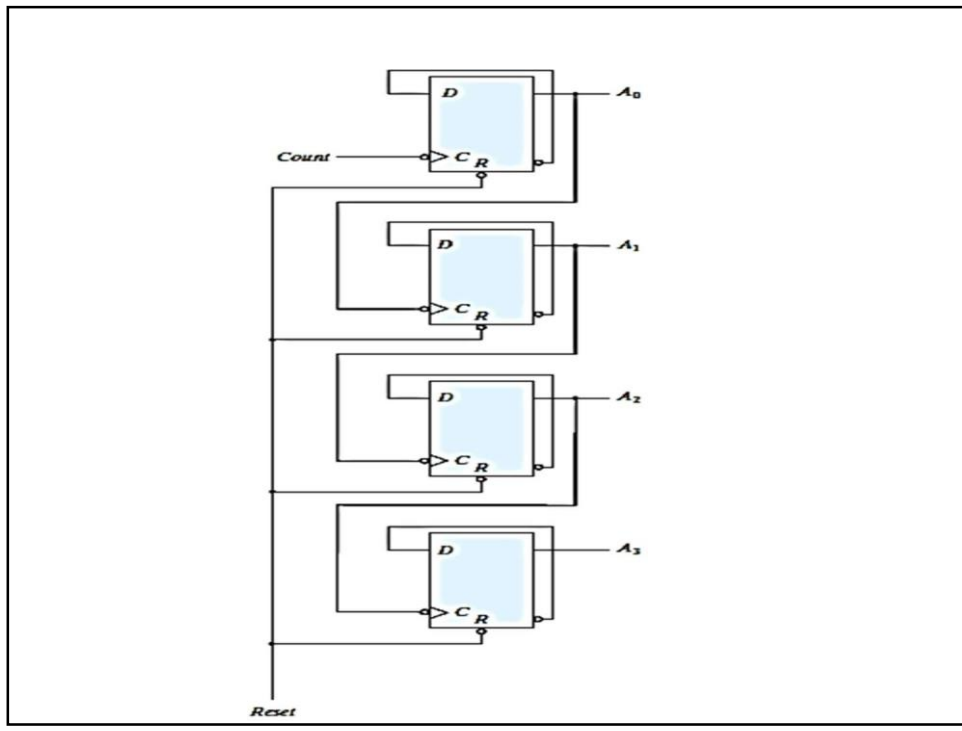 D A₀
Count C R
D A₁
C R
D A₂
C R
D A₃
C R
Reset